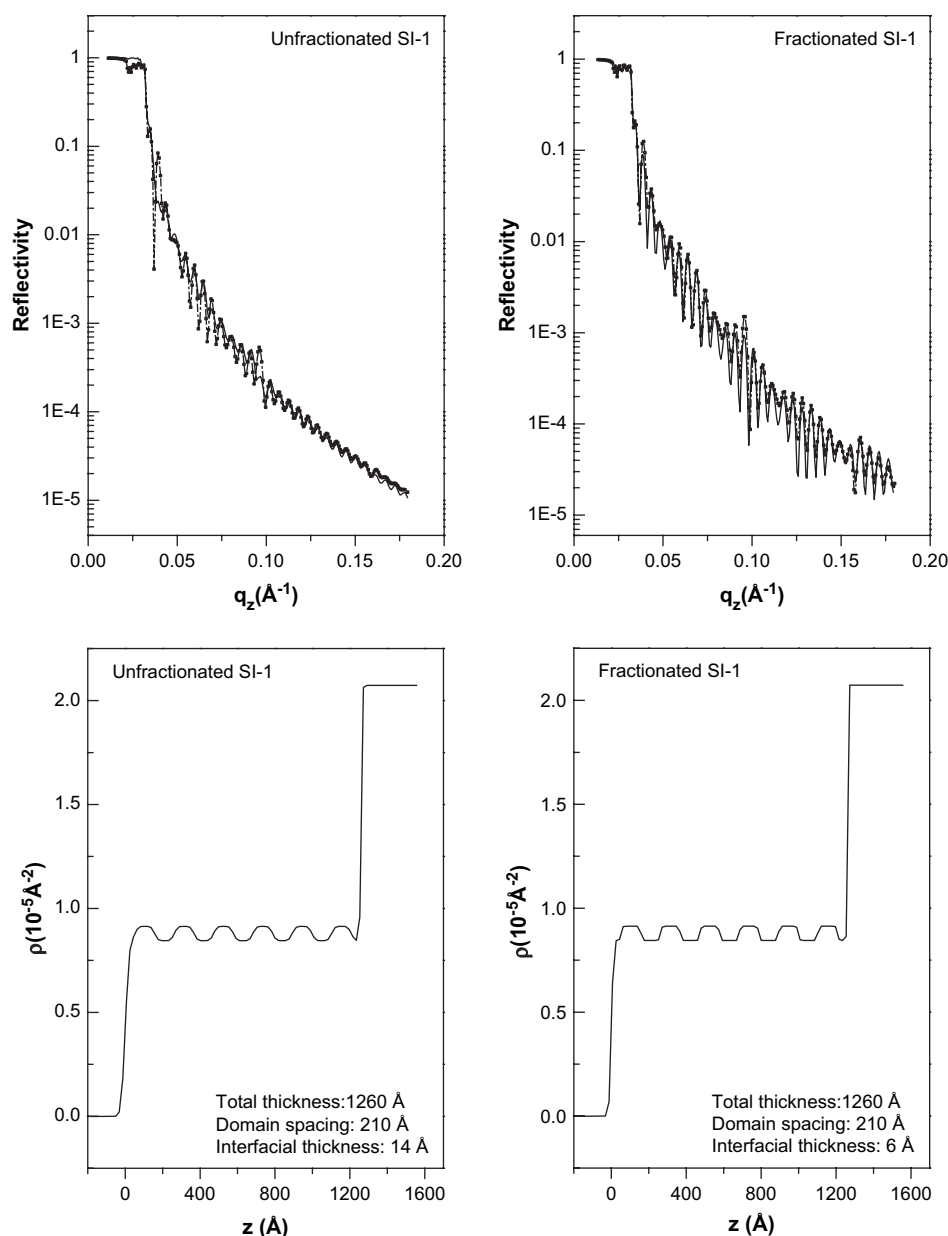 Unfractionated SI-1
1
0.1
0.01
1E-3
1E-4
1E-5
Reflectivity
0.00 0.05 0.10 0.15 0.20
q_z(Å^-1)
Fractionated SI-1
1
0.1
0.01
1E-3
1E-4
1E-5
Reflectivity
0.00 0.05 0.10 0.15 0.20
q_z(Å^-1)
Unfractionated SI-1
2.0
1.5
1.0
0.5
0.0
ρ(10^-5Å^-2)
Total thickness:1260 Å
Domain spacing: 210 Å
Interfacial thickness: 14 Å
0 400 800 1200 1600
z (Å)
Fractionated SI-1
2.0
1.5
1.0
0.5
0.0
ρ(10^-5Å^-2)
Total thickness:1260 Å
Domain spacing: 210 Å
Interfacial thickness: 6 Å
0 400 800 1200 1600
z (Å)